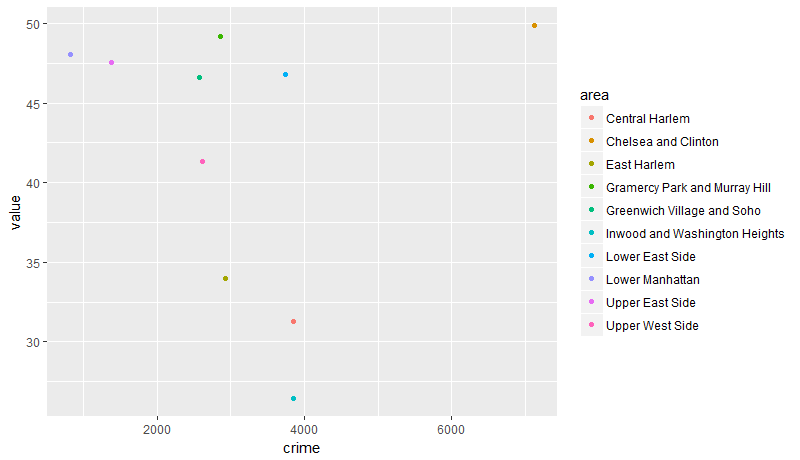 50
45
40
35
30
value
2000
4000
6000
crime
area
Central Harlem
Chelsea and Clinton
East Harlem
Gramercy Park and Murray Hill
Greenwich Village and Soho
Inwood and Washington Heights
Lower East Side
Lower Manhattan
Upper East Side
Upper West Side